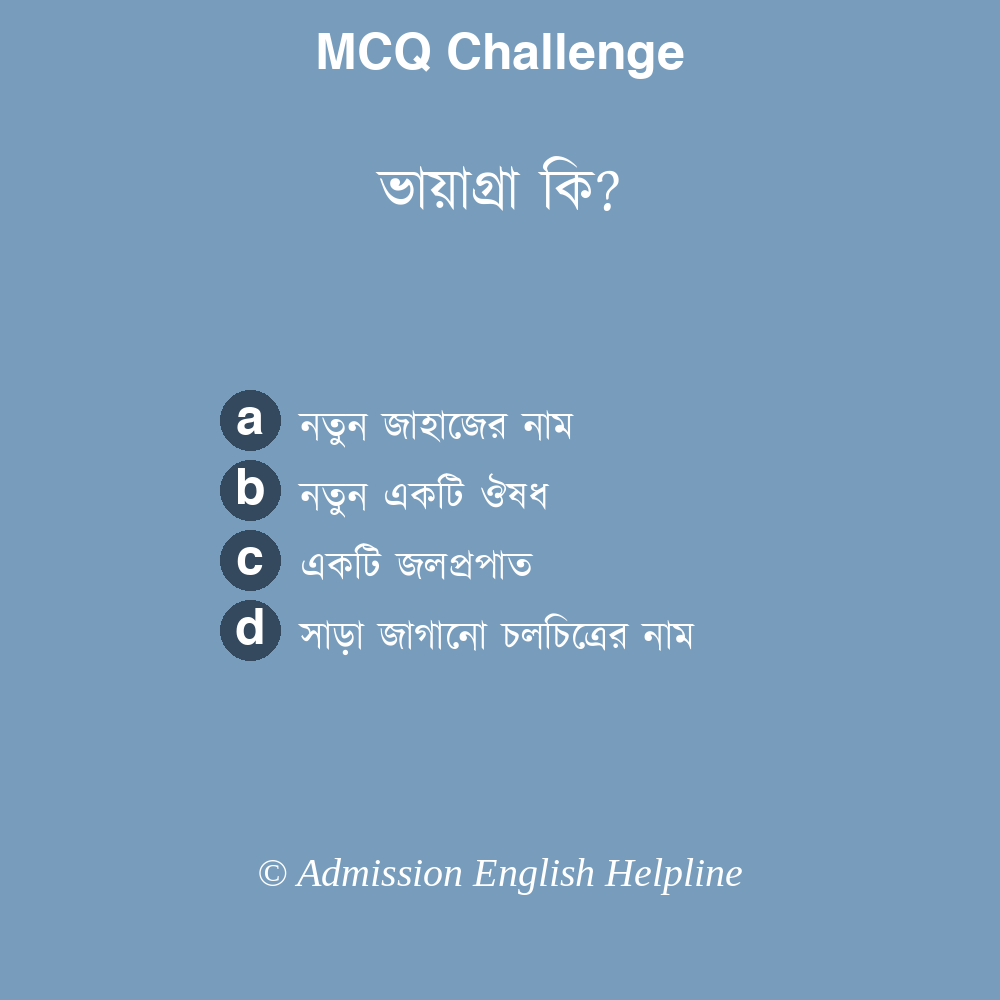 MCQ Challenge
ভায়াগ্রা কি?
a নতুন জাহাজের নাম
b নতুন একটি ঔষধ
c একটি জলপ্রপাত
d সাড়া জাগানো চলচিত্রের নাম
© Admission English Helpline